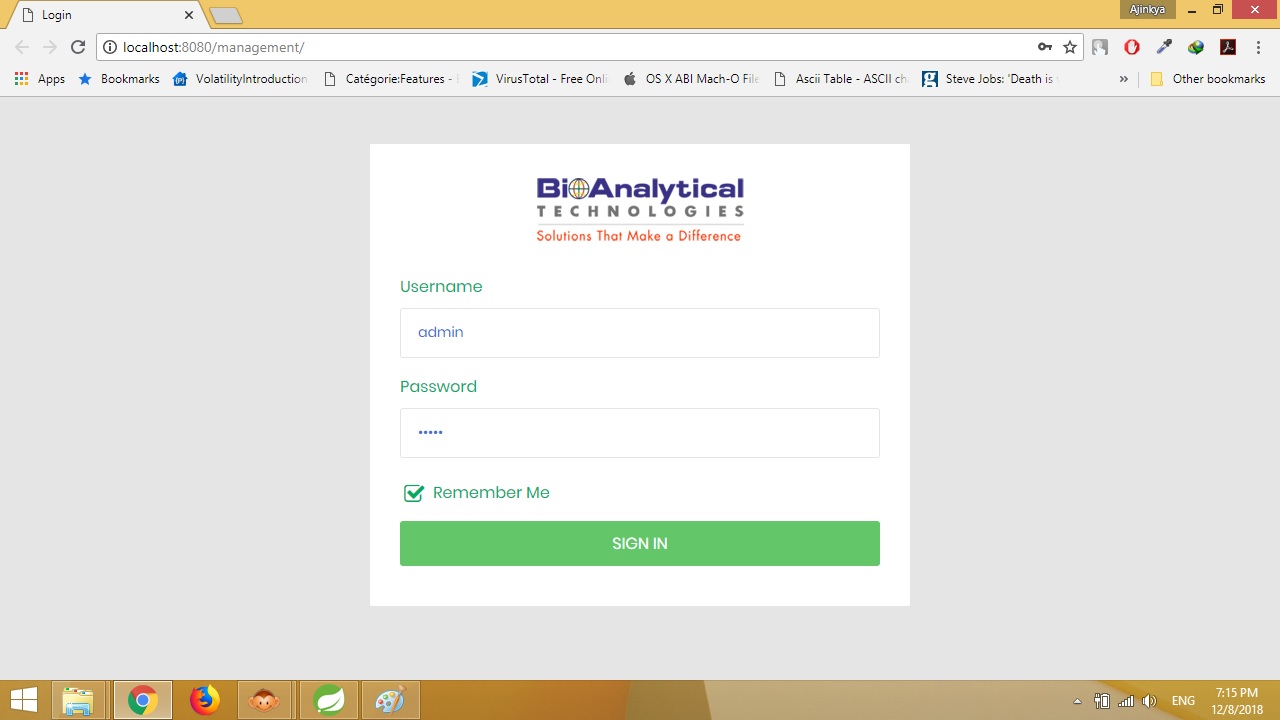 Login
Ajinkya
localhost:8080/management/
Apps
Bookmarks
VolatilityIntroduction
Catégorie:Features -
VirusTotal - Free Onli
OS X ABI Mach-O File
Ascii Table - ASCII ch
Steve Jobs: 'Death is
»
Other bookmarks
BioAnalytical
TECHNOLOGIES
Solutions That Make a Difference
Username
admin
Password
•••••
Remember Me
SIGN IN
ENG
7:15 PM
12/8/2018